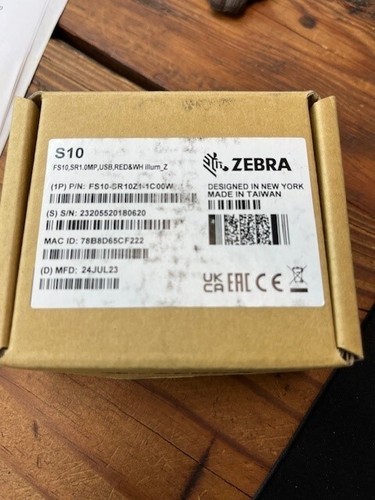 S10
FS10,SR1.0MP,USB,RED&WH illum_Z
ZEBRA
(1P) P/N: FS10-SR10Z1-1C00W
DESIGNED IN NEW YORK
MADE IN TAIWAN
(S) S/N: 23205520180620
MAC ID: 78B8D65CF222
(D) MFD: 24JUL23
UK
CA
EAC
CE